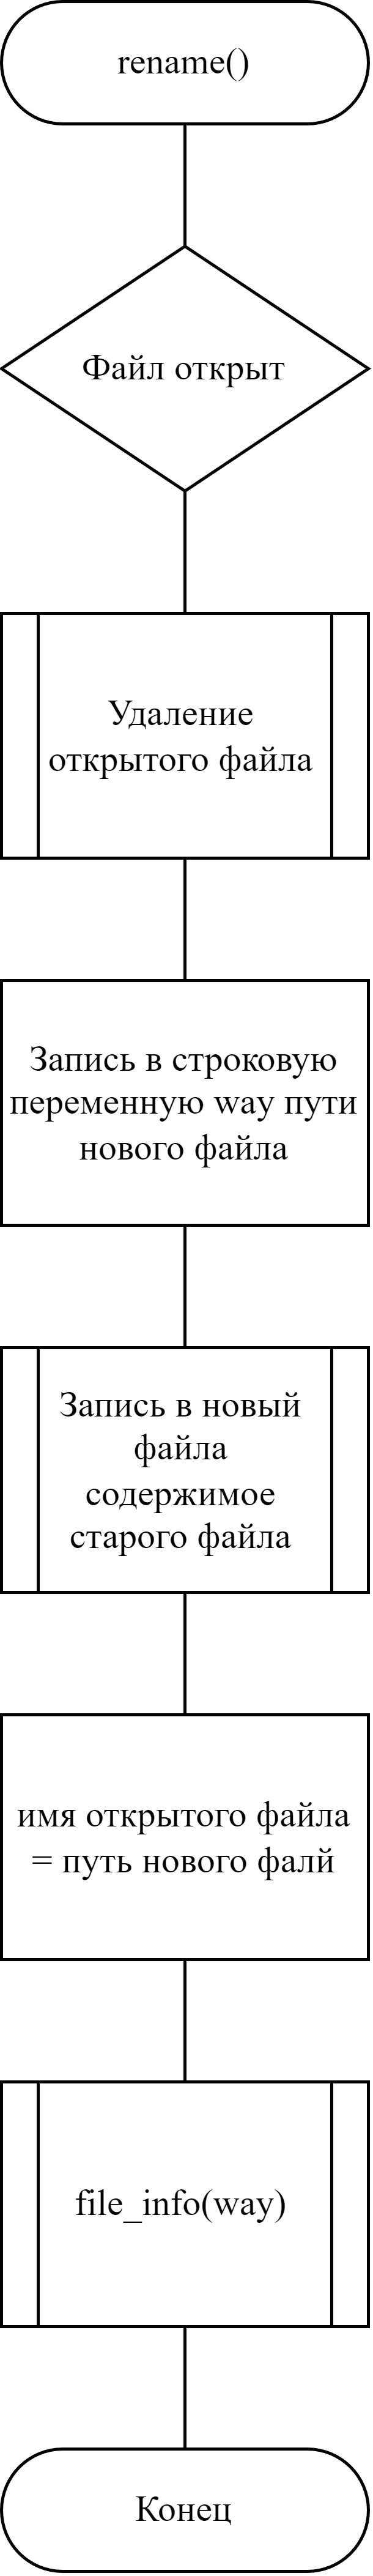 rename()
Файл открыт
Удаление
открытого файла
Запись в строковую
переменную way пути
нового файла
Запись в новый
файла
содержимое
старого файла
имя открытого файла
= путь нового фалй
file_info(way)
Конец